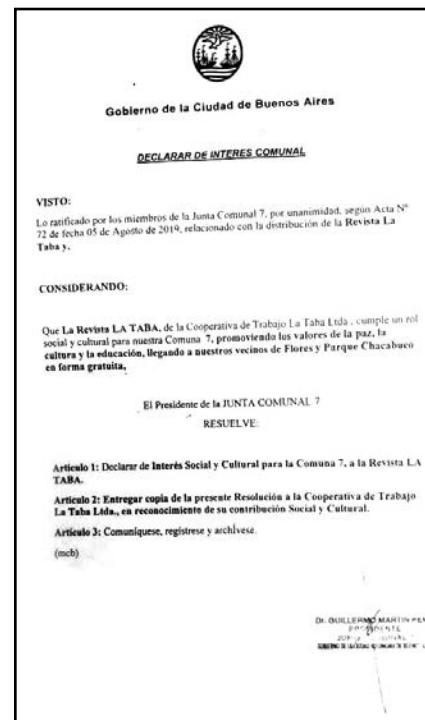 Gobierno de la Ciudad de Buenos Aires
DECLARAR DE INTERES COMUNAL
VISTO:
Lo ratificado por los miembros de la Junta Comunal 7, por unanimidad, según Acta Nº
72 de fecha 05 de Agosto de 2019, relacionado con la distribución de la Revista La
Taba y,
CONSIDERANDO:
Que La Revista LA TABA, de la Cooperativa de Trabajo La Taba Ltda., cumple un rol
social y cultural para nuestra Comuna 7, promoviendo los valores de la paz, la
cultura y la educación, llegando a nuestros vecinos de Flores y Parque Chacabuco
en forma gratuita,
El Presidente de la JUNTA COMUNAL 7
RESUELVE:
Artículo 1: Declarar de Interés Social y Cultural para la Comuna 7, a la Revista LA
TABA.
Artículo 2: Entregar copia de la presente Resolución a la Cooperativa de Trabajo
La Taba Ltda., en reconocimiento de su contribución Social y Cultural.
Artículo 3: Comuníquese, regístrese y archívese.
(mcb)
Dr. GUILLERMO MARTIN
PRESIDENTE